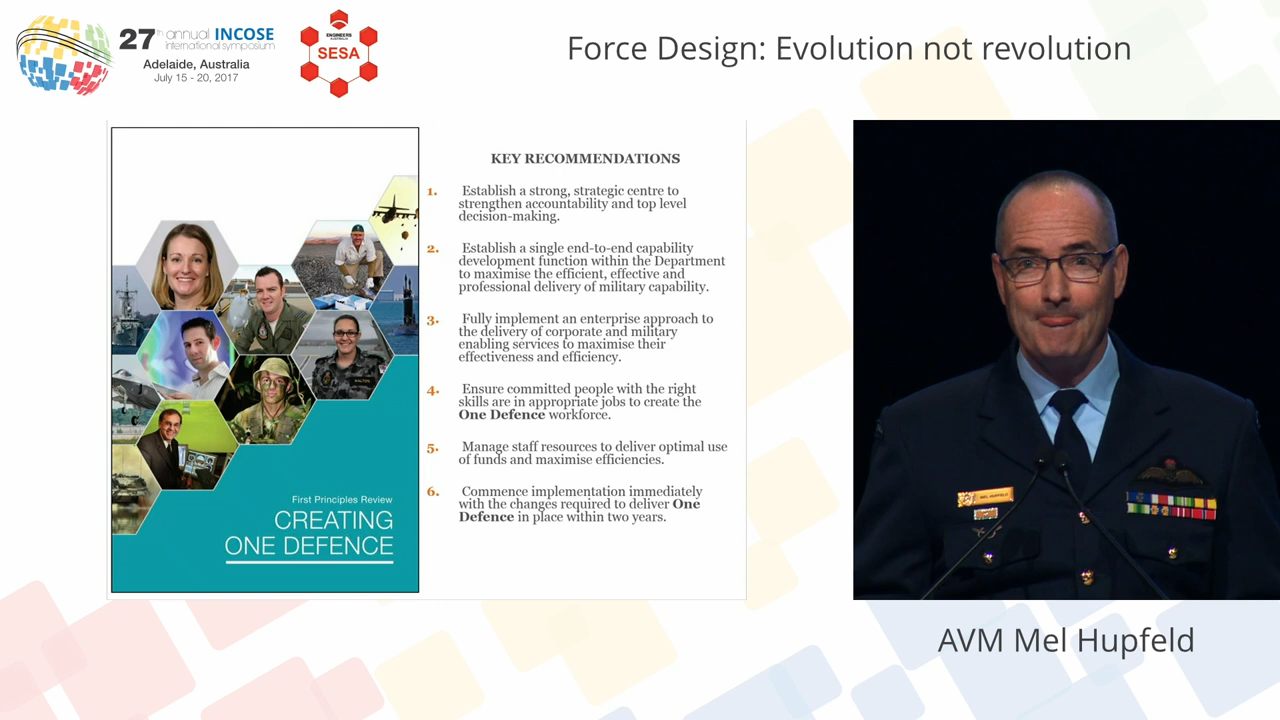 27th annual INCOSE
international symposium
Adelaide, Australia
July 15 - 20, 2017
ENGINEERS
AUSTRALIA
SESA
Force Design: Evolution not revolution
First Principles Review
CREATING
ONE DEFENCE
KEY RECOMMENDATIONS
1. Establish a strong, strategic centre to
strengthen accountability and top level
decision-making.
2. Establish a single end-to-end capability
development function within the Department
to maximise the efficient, effective and
professional delivery of military capability.
3. Fully implement an enterprise approach to
the delivery of corporate and military
enabling services to maximise their
effectiveness and efficiency.
4. Ensure committed people with the right
skills are in appropriate jobs to create the
One Defence workforce.
5. Manage staff resources to deliver optimal use
of funds and maximise efficiencies.
6. Commence implementation immediately
with the changes required to deliver One
Defence in place within two years.
MEL HUPFELD
AVM Mel Hupfeld